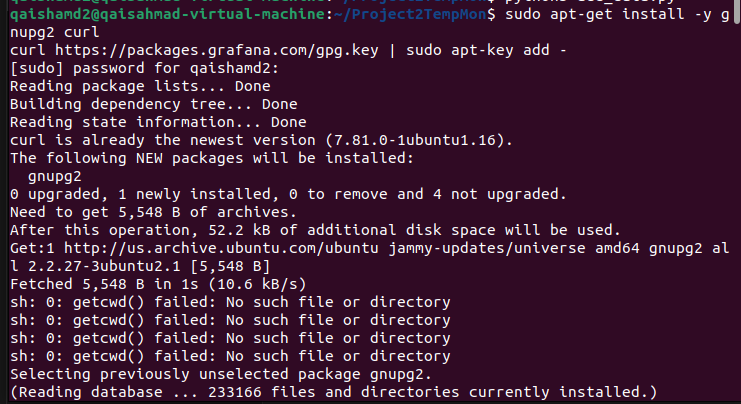 qaishamd2@qaisahmad-virtual-machine:~/Project2TempMon$ sudo apt-get install -y g
nupg2 curl
curl https://packages.grafana.com/gpg.key | sudo apt-key add -
[sudo] password for qaishamd2:
Reading package lists... Done
Building dependency tree... Done
Reading state information... Done
curl is already the newest version (7.81.0-1ubuntu1.16).
The following NEW packages will be installed:
  gnupg2
0 upgraded, 1 newly installed, 0 to remove and 4 not upgraded.
Need to get 5,548 B of archives.
After this operation, 52.2 kB of additional disk space will be used.
Get:1 http://us.archive.ubuntu.com/ubuntu jammy-updates/universe amd64 gnupg2 al
l 2.2.27-3ubuntu2.1 [5,548 B]
Fetched 5,548 B in 1s (10.6 kB/s)
sh: 0: getcwd() failed: No such file or directory
sh: 0: getcwd() failed: No such file or directory
sh: 0: getcwd() failed: No such file or directory
sh: 0: getcwd() failed: No such file or directory
Selecting previously unselected package gnupg2.
(Reading database ... 233166 files and directories currently installed.)